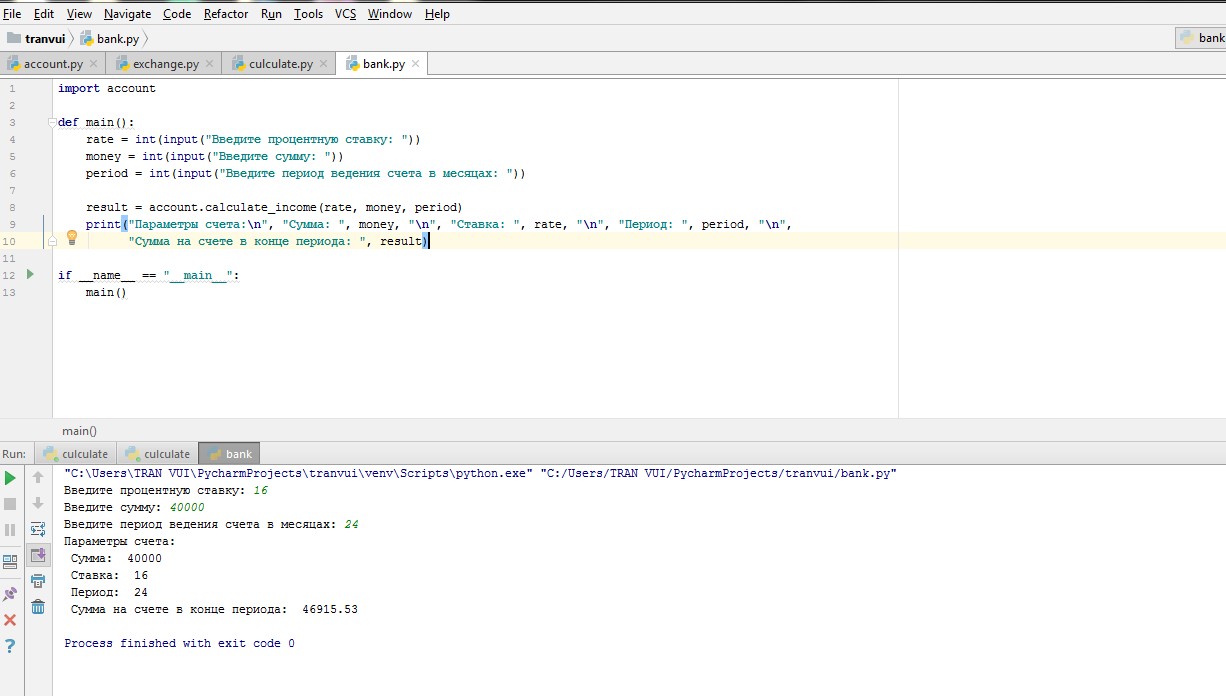 File Edit View Navigate Code Refactor Run Tools VCS Window Help
tranvui bank.py bank
account.py exchange.py culculate.py bank.py
1 import account
2
3 def main():
4 rate = int(input("Введите процентную ставку: "))
5 money = int(input("Введите сумму: "))
6 period = int(input("Введите период ведения счета в месяцах: "))
7
8 result = account.calculate_income(rate, money, period)
9 print("Параметры счета:\n", "Сумма: ", money, "\n", "Ставка: ", rate, "\n", "Период: ", period, "\n",
10 "Сумма на счете в конце периода: ", result)
11
12 if __name__ == "__main__":
13 main()
main()
Run: culculate culculate bank
"C:\Users\TRAN VUI\PycharmProjects\tranvui\venv\Scripts\python.exe" "C:/Users/TRAN VUI/PycharmProjects/tranvui/bank.py"
Введите процентную ставку: 16
Введите сумму: 40000
Введите период ведения счета в месяцах: 24
Параметры счета:
Сумма: 40000
Ставка: 16
Период: 24
Сумма на счете в конце периода: 46915.53
Process finished with exit code 0